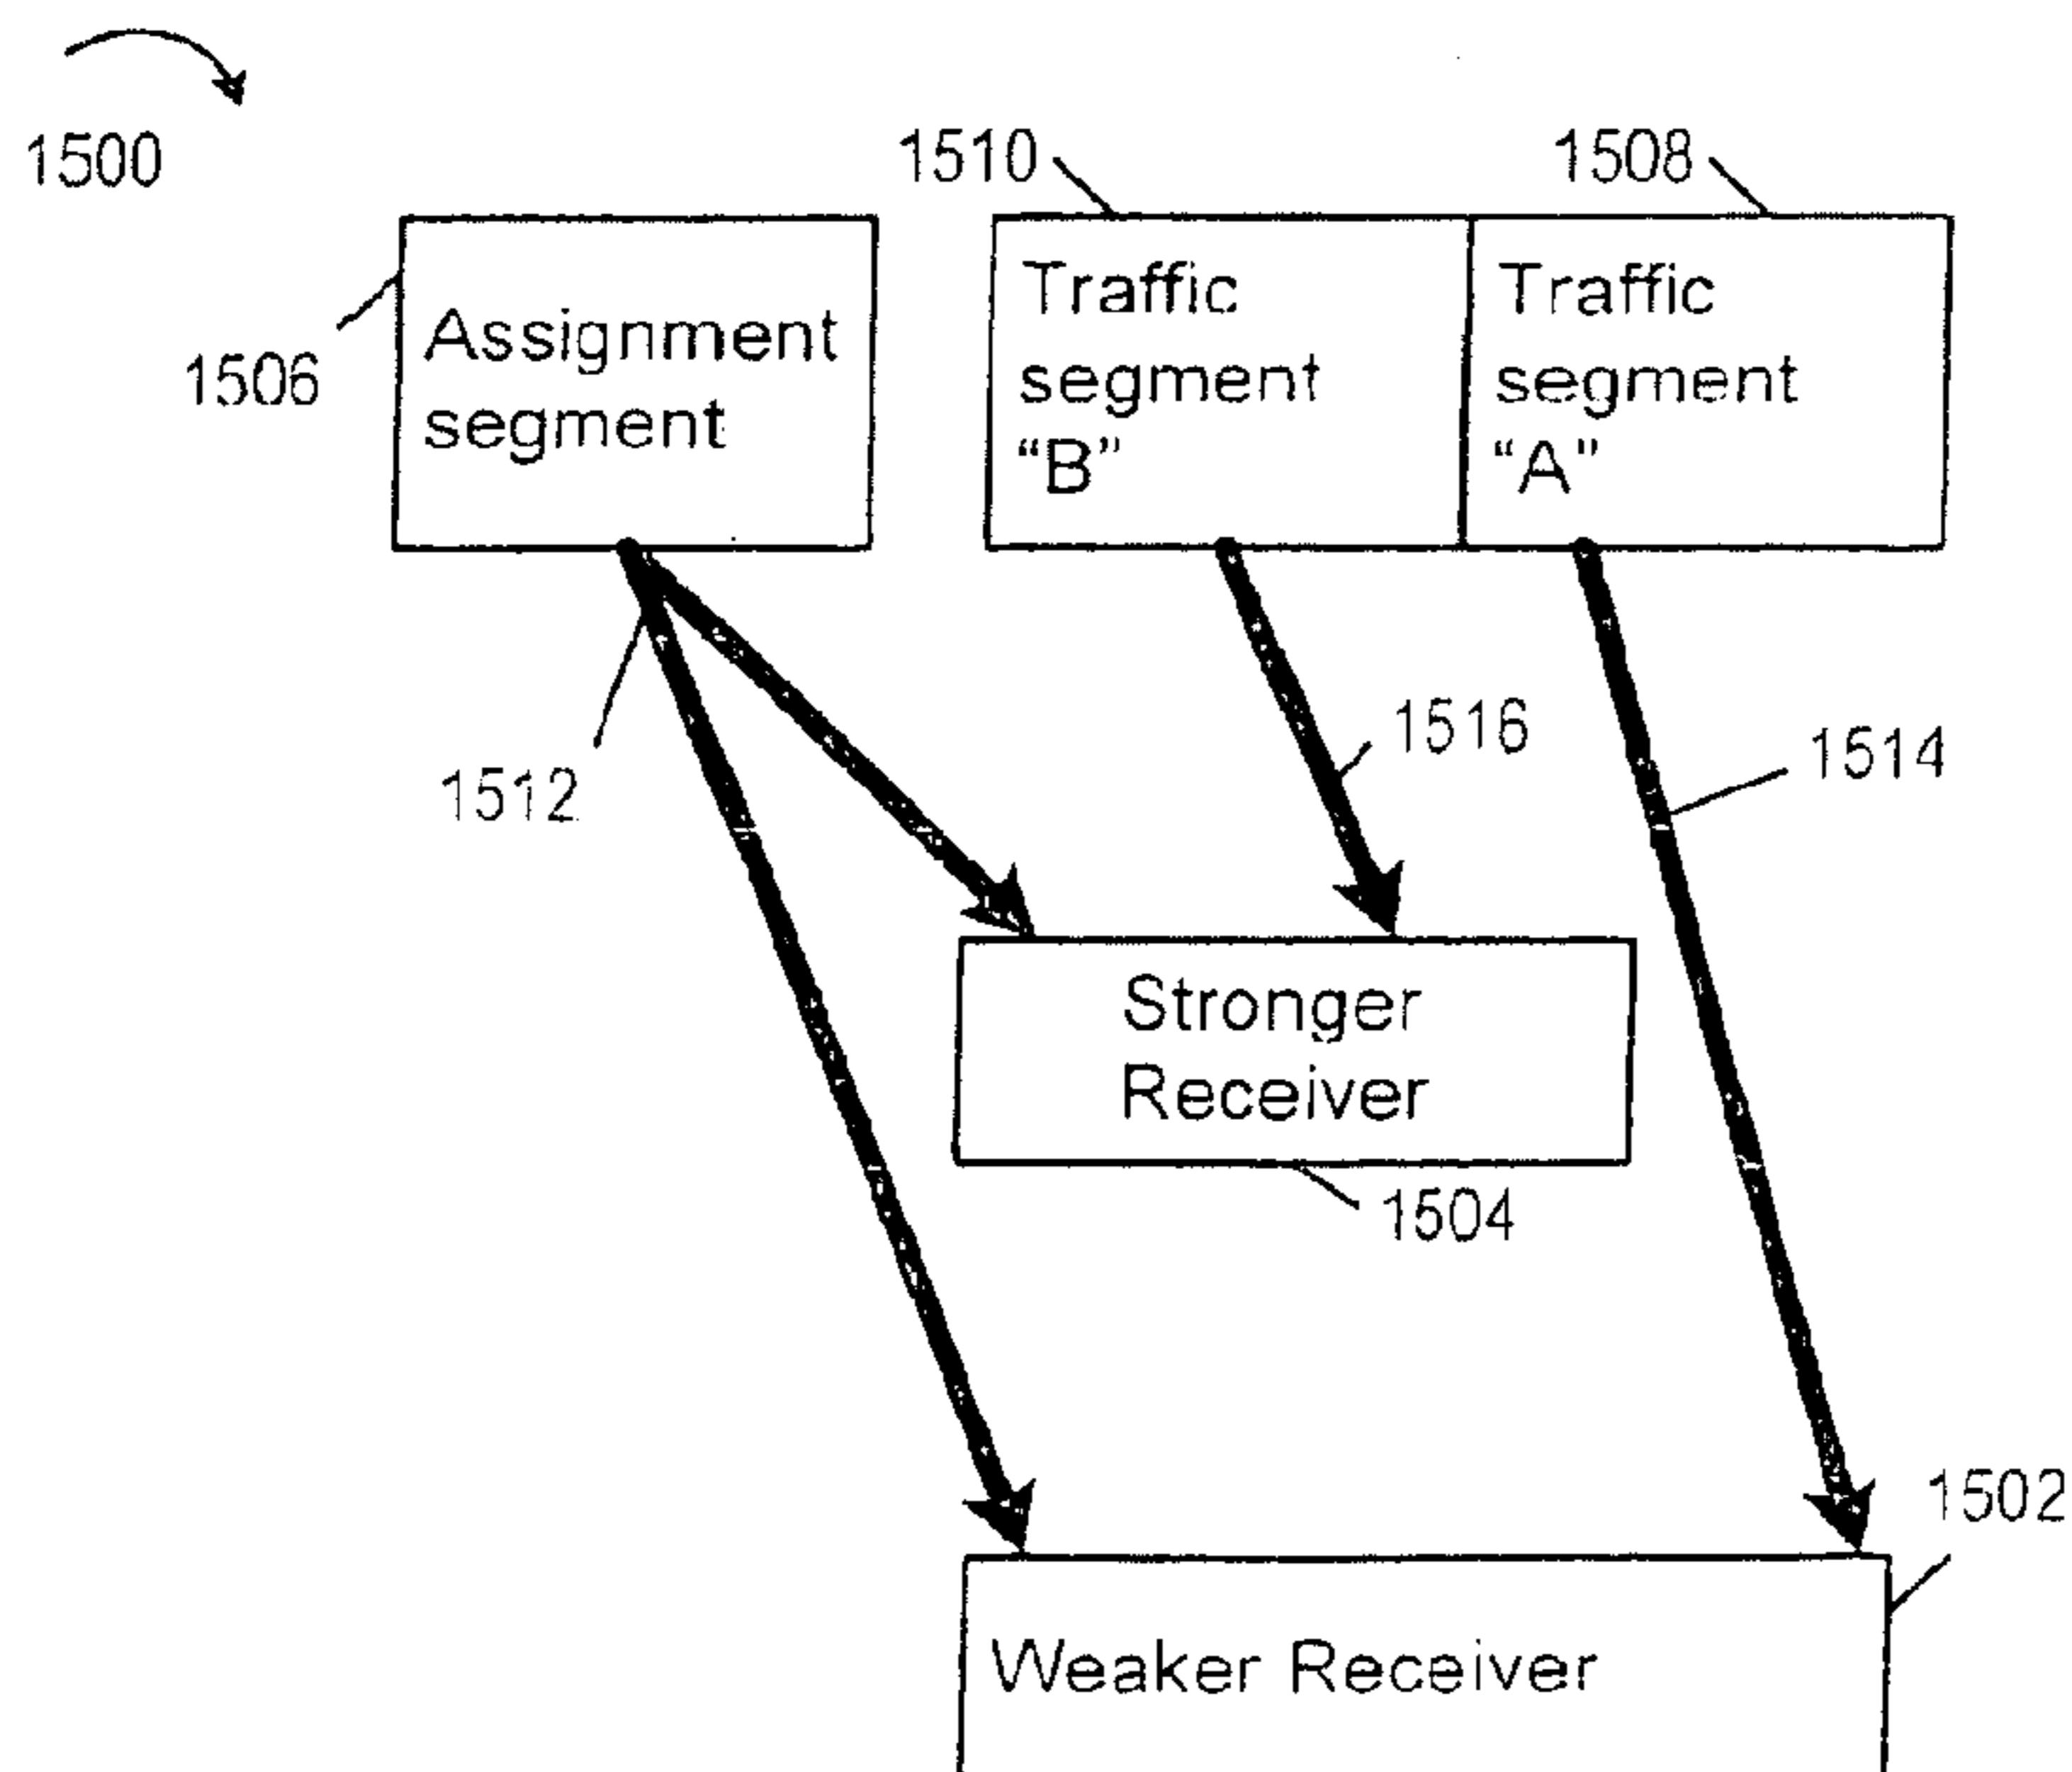 1500
1510
1508
1506
Assignment
segment
Traffic
segment
“B”
Traffic
segment
“A”
1512
1516
1514
Stronger
Receiver
1504
1502
Weaker Receiver